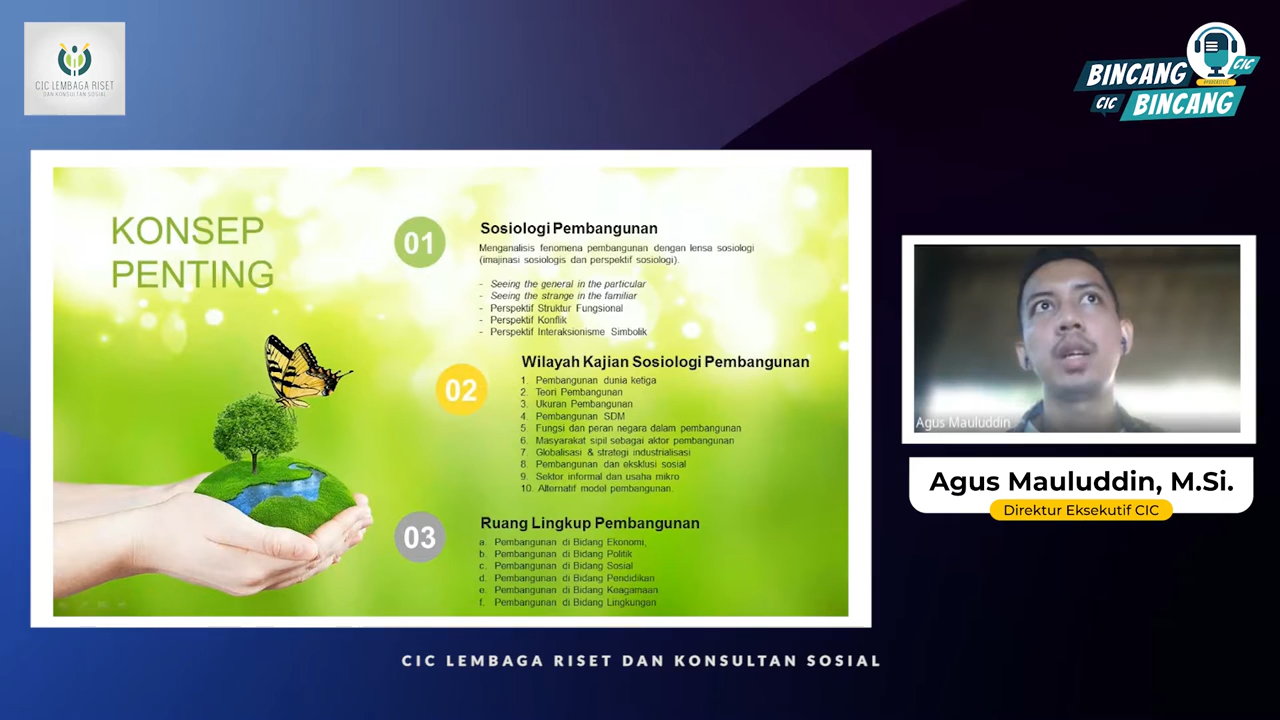 CIC LEMBAGA RISET
DAN KONSULTAN SOSIAL
BINCANG
CIC
CIC BINCANG
KONSEP
PENTING
01
Sosiologi Pembangunan
Menganalisis fenomena pembangunan dengan lensa sosiologi
(imajinasi sosiologis dan perspektif sosiologi).
- Seeing the general in the particular
- Seeing the strange in the familiar
- Perspektif Struktur Fungsional
- Perspektif Konflik
- Perspektif Interaksionisme Simbolik
02
Wilayah Kajian Sosiologi Pembangunan
1. Pembangunan dunia ketiga
2. Teori Pembangunan
3. Ukuran Pembangunan
4. Pembangunan SDM
5. Fungsi dan peran negara dalam pembangunan
6. Masyarakat sipil sebagai aktor pembangunan
7. Globalisasi & strategi industrialisasi
8. Pembangunan dan eksklusi sosial
9. Sektor informal dan usaha mikro
10. Alternatif model pembangunan.
03
Ruang Lingkup Pembangunan
a. Pembangunan di Bidang Ekonomi,
b. Pembangunan di Bidang Politik
c. Pembangunan di Bidang Sosial
d. Pembangunan di Bidang Pendidikan
e. Pembangunan di Bidang Keagamaan
f. Pembangunan di Bidang Lingkungan
Agus Mauluddin
Agus Mauluddin, M.Si.
Direktur Eksekutif CIC
CIC LEMBAGA RISET DAN KONSULTAN SOSIAL